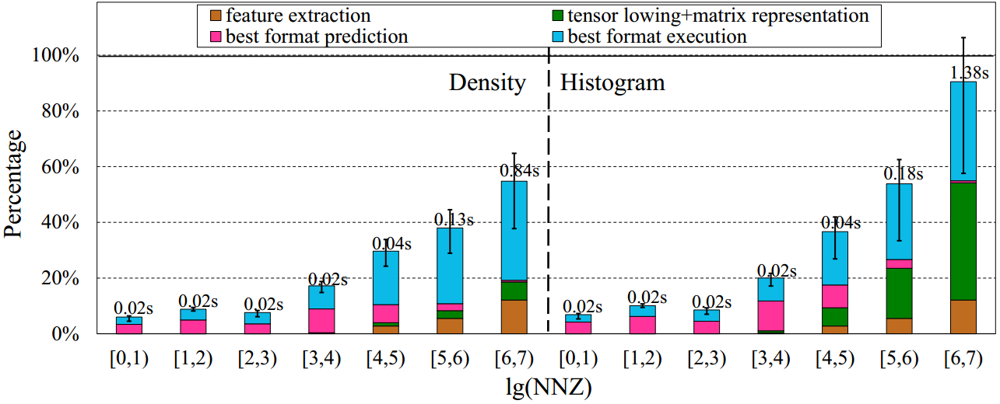 feature extraction
tensor lowing+matrix representation
best format prediction
best format execution
100%
80%
60%
40%
20%
0%
Percentage
Density
Histogram
0.02s
0.02s
0.02s
0.02s
0.04s
0.13s
0.84s
0.02s
0.02s
0.02s
0.02s
0.04s
0.18s
1.38s
[0,1) [1,2) [2,3) [3,4) [4,5) [5,6) [6,7) [0,1) [1,2) [2,3) [3,4) [4,5) [5,6) [6,7)
lg(NNZ)